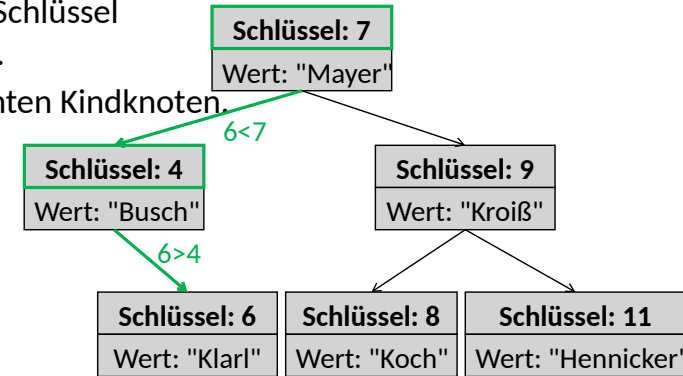 Schlüssel
.
nten Kindknoten.
Schlüssel: 7
Wert: "Mayer"
6<7
Schlüssel: 4
Wert: "Busch"
Schlüssel: 9
Wert: "Kroiß"
6>4
Schlüssel: 6
Wert: "Klarl"
Schlüssel: 8
Wert: "Koch"
Schlüssel: 11
Wert: "Hennicker"